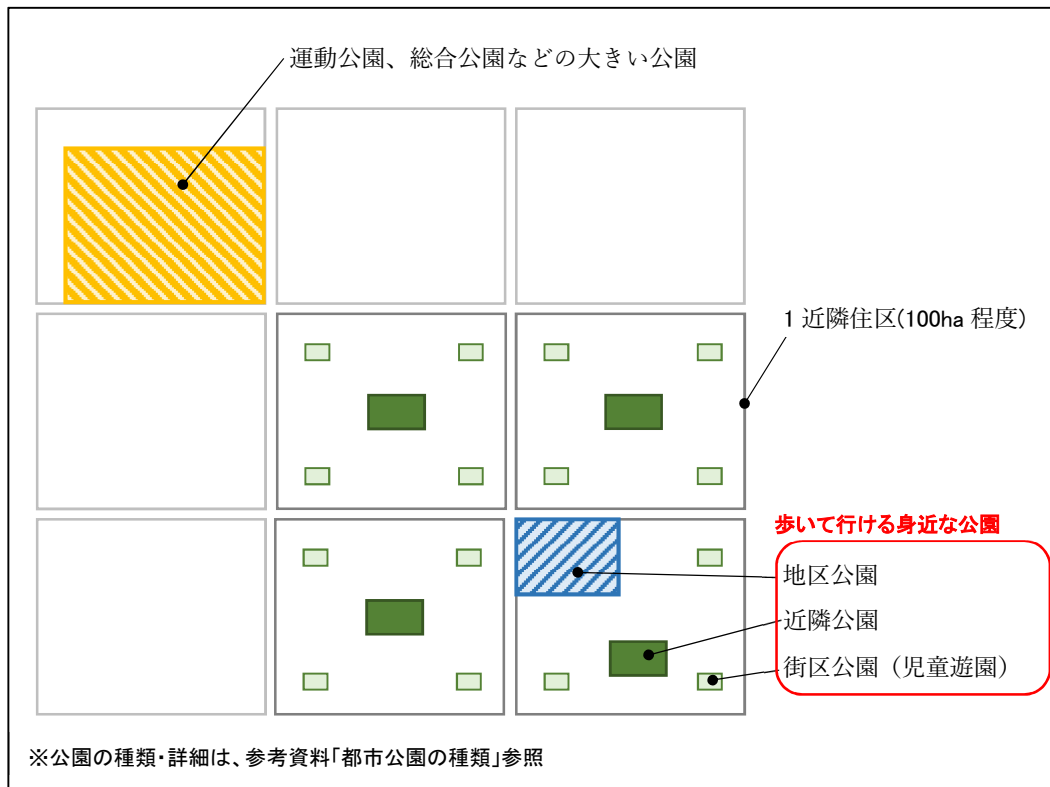 運動公園、総合公園などの大きい公園
1 近隣住区(100ha 程度)
歩いて行ける身近な公園
地区公園
近隣公園
街区公園（児童遊園）
※公園の種類・詳細は、参考資料「都市公園の種類」参照